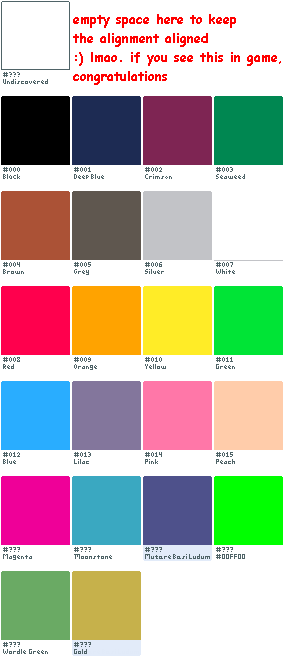 empty space here to keep
the alignment aligned
:) lmao. if you see this in game,
congratulations
#???
Undiscovered
#000 #001 #002 #003
Black Deep Blue Crimson Seaweed
#004 #005 #006 #007
Brown Grey Silver White
#008 #009 #010 #011
Red Orange Yellow Green
#012 #013 #014 #015
Blue Lilac Pink Peach
#??? #??? #??? #???
Magenta Moonstone MutareBasiLudum #00FF00
#??? #???
Wordle Green Gold